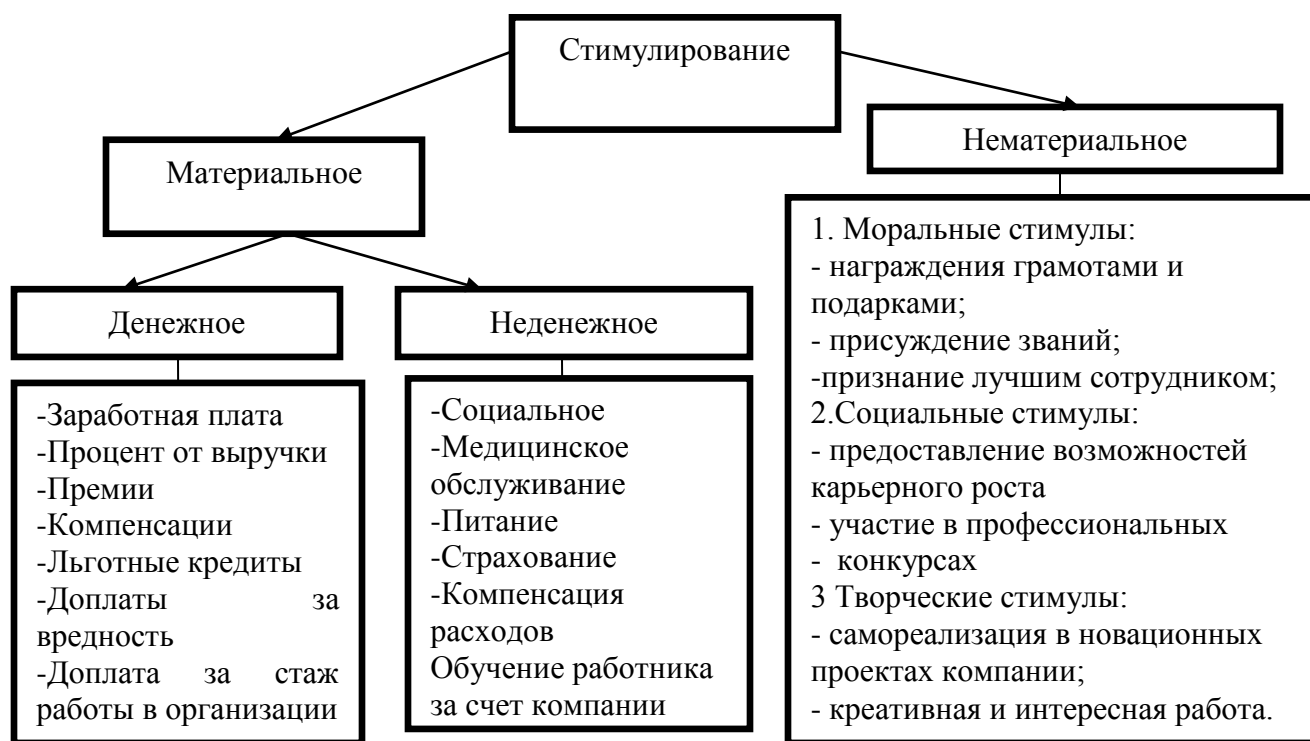 Стимулирование
Нематериальное
Материальное
Денежное
Неденежное
-Заработная плата
-Процент от выручки
-Премии
-Компенсации
-Льготные кредиты
-Доплаты за
вредность
-Доплата за стаж
работы в организации
-Социальное
-Медицинское
обслуживание
-Питание
-Страхование
-Компенсация
расходов
Обучение работника
за счет компании
1. Моральные стимулы:
- награждения грамотами и
подарками;
- присуждение званий;
-признание лучшим сотрудником;
2.Социальные стимулы:
- предоставление возможностей
карьерного роста
- участие в профессиональных
- конкурсах
3 Творческие стимулы:
- самореализация в новационных
проектах компании;
- креативная и интересная работа.